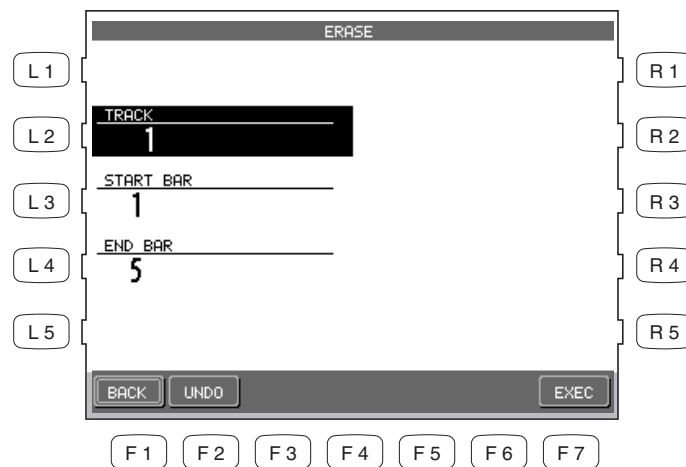 ERASE
L 1
R 1
TRACK
1
L 2
R 2
START BAR
1
L 3
R 3
END BAR
5
L 4
R 4
L 5
R 5
BACK UNDO EXEC
F 1 F 2 F 3 F 4 F 5 F 6 F 7